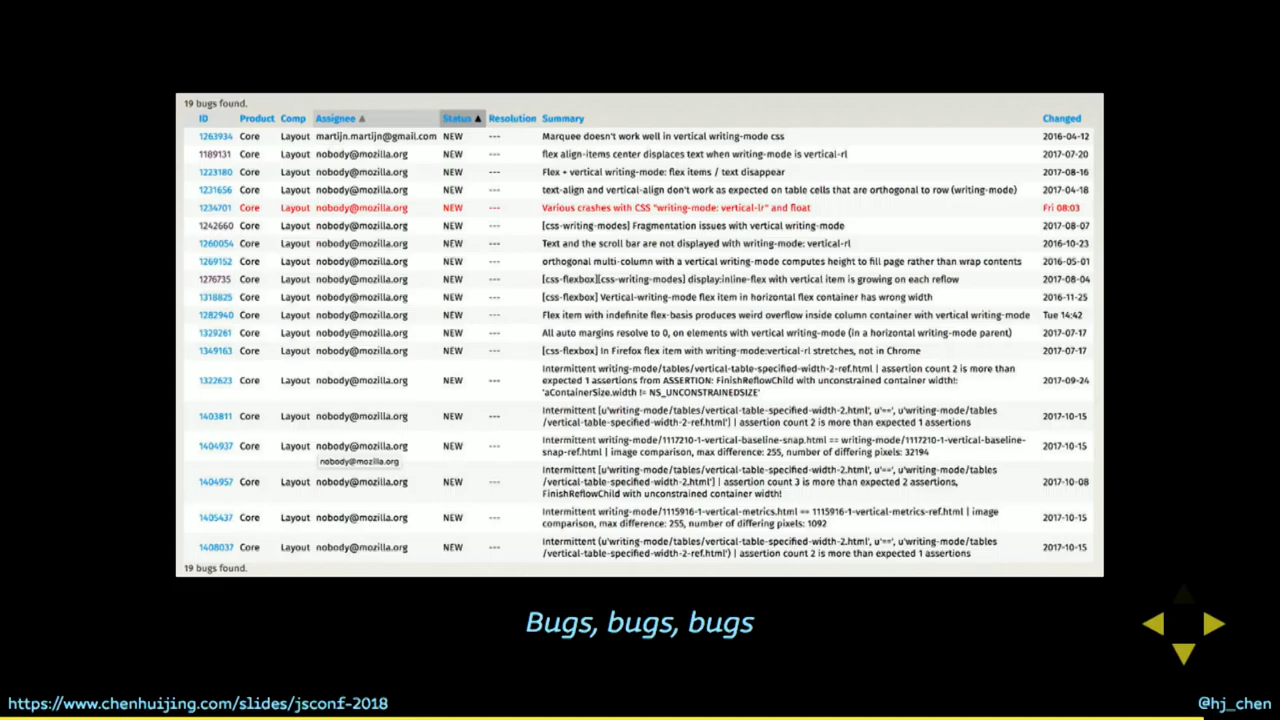 19 bugs found.
ID Product Comp Assignee ▲ Status ▲ Resolution Summary Changed
1263934 Core Layout martijn.martijn@gmail.com NEW --- Marquee doesn't work well in vertical writing-mode css 2016-04-12
1189131 Core Layout nobody@mozilla.org NEW --- flex align-items center displaces text when writing-mode is vertical-rl 2017-07-20
1223180 Core Layout nobody@mozilla.org NEW --- Flex + vertical writing-mode: flex items / text disappear 2017-08-16
1231656 Core Layout nobody@mozilla.org NEW --- text-align and vertical-align don't work as expected on table cells that are orthogonal to row (writing-mode) 2017-04-18
1234701 Core Layout nobody@mozilla.org NEW --- Various crashes with CSS "writing-mode: vertical-lr" and float Fri 08:03
1242660 Core Layout nobody@mozilla.org NEW --- [css-writing-modes] Fragmentation issues with vertical writing-mode 2017-08-07
1260054 Core Layout nobody@mozilla.org NEW --- Text and the scroll bar are not displayed with writing-mode: vertical-rl 2016-10-23
1269152 Core Layout nobody@mozilla.org NEW --- orthogonal multi-column with a vertical writing-mode computes height to fill page rather than wrap contents 2016-05-01
1276735 Core Layout nobody@mozilla.org NEW --- [css-flexbox][css-writing-modes] display:inline-flex with vertical item is growing on each reflow 2017-08-04
1318825 Core Layout nobody@mozilla.org NEW --- [css-flexbox] Vertical-writing-mode flex item in horizontal flex container has wrong width 2016-11-25
1282940 Core Layout nobody@mozilla.org NEW --- Flex item with indefinite flex-basis produces weird overflow inside column container with vertical writing-mode Tue 14:42
1329261 Core Layout nobody@mozilla.org NEW --- All auto margins resolve to 0, on elements with vertical writing-mode (in a horizontal writing-mode parent) 2017-07-17
1349163 Core Layout nobody@mozilla.org NEW --- [css-flexbox] In Firefox flex item with writing-mode:vertical-rl stretches, not in Chrome 2017-07-17
Intermittent writing-mode/tables/vertical-table-specified-width-2-ref.html | assertion count 2 is more than
1322623 Core Layout nobody@mozilla.org NEW --- expected 1 assertions from ASSERTION: FinishReflowChild with unconstrained container width!: 2017-09-24
'aContainerSize.width != NS_UNCONSTRAINEDSIZE'
1403811 Core Layout nobody@mozilla.org NEW --- Intermittent [u'writing-mode/tables/vertical-table-specified-width-2.html', u'==', u'writing-mode/tables 2017-10-15
/vertical-table-specified-width-2-ref.html'] | assertion count 2 is more than expected 1 assertions
1404937 Core Layout nobody@mozilla.org NEW --- Intermittent writing-mode/1117210-1-vertical-baseline-snap.html == writing-mode/1117210-1-vertical-baseline- 2017-10-15
snap-ref.html | image comparison, max difference: 255, number of differing pixels: 32194
nobody@mozilla.org
Intermittent [u'writing-mode/tables/vertical-table-specified-width-2.html', u'==', u'writing-mode/tables
1404957 Core Layout nobody@mozilla.org NEW --- /vertical-table-specified-width-2.html'] | assertion count 3 is more than expected 2 assertions, 2017-10-08
FinishReflowChild with unconstrained container width!
1405437 Core Layout nobody@mozilla.org NEW --- Intermittent writing-mode/1115916-1-vertical-metrics.html == 1115916-1-vertical-metrics-ref.html | image 2017-10-15
comparison, max difference: 255, number of differing pixels: 1092
1408037 Core Layout nobody@mozilla.org NEW --- Intermittent (u'writing-mode/tables/vertical-table-specified-width-2.html', u'==', u'writing-mode/tables 2017-10-15
/vertical-table-specified-width-2-ref.html') | assertion count 2 is more than expected 1 assertions
19 bugs found.
Bugs, bugs, bugs
https://www.chenhuijing.com/slides/jsconf-2018
@hj_chen